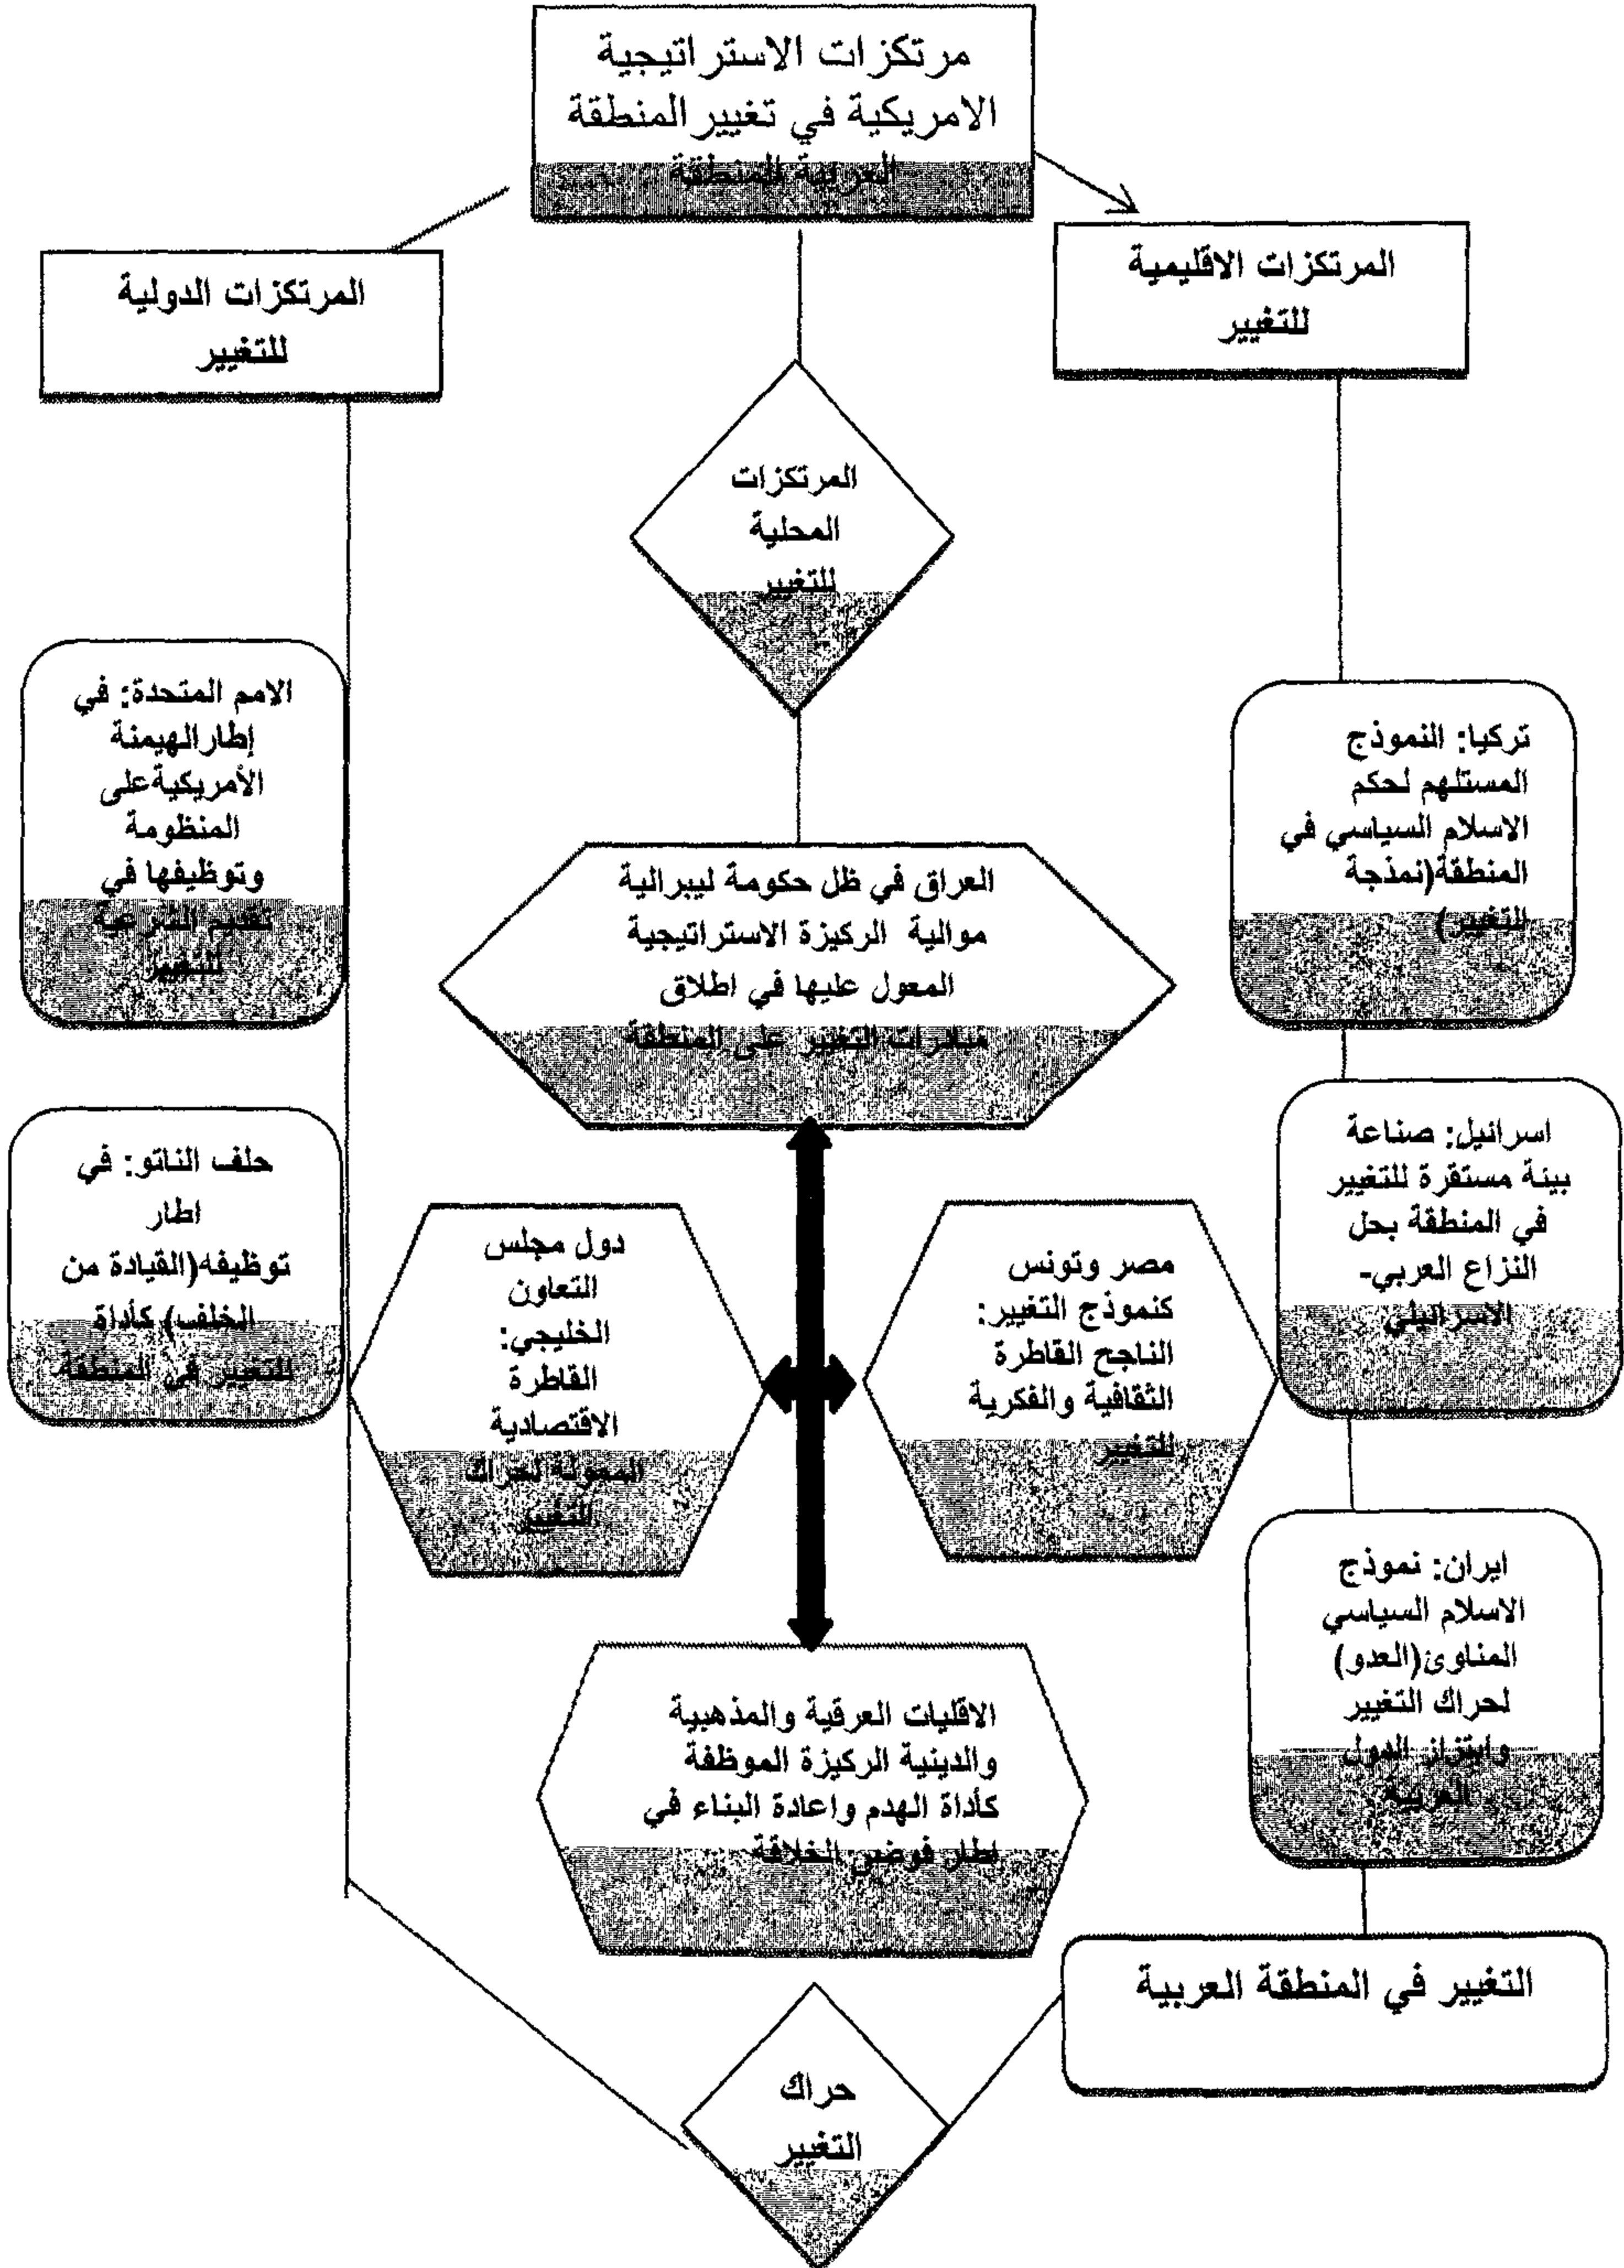 مرتكزات الاستراتيجية
الامريكية في تغيير المنطقة
العربية المنطقة
المرتكزات الاقليمية
للتغيير
المرتكزات الدولية
للتغيير
المرتكزات
المحلية
للتغيير
تركيا: النموذج
المستلهم لحكم
الاسلام السياسي في
المنطقة(نمذجة
للتغيير)
الامم المتحدة: في
إطارالهيمنة
الأمريكيةعلى
المنظومة
وتوظيفها في
تقديم الشرعية
للتغيير
العراق في ظل حكومة ليبرالية
موالية الركيزة الاستراتيجية
المعول عليها في اطلاق
مبادرات التغيير على المنطقة
اسرائيل: صناعة
بيئة مستقرة للتغيير
في المنطقة بحل
النزاع العربي-
الاسرائيلي
حلف الناتو: في
اطار
توظيفه(القيادة من
الخلف) كأداة
للتغيير في المنطقة
مصر وتونس
كنموذج التغيير:
الناجح القاطرة
الثقافية والفكرية
للتغيير
دول مجلس
التعاون
الخليجي:
القاطرة
الاقتصادية
الممولة لحراك
التغيير
ايران: نموذج
الاسلام السياسي
المناوئ(العدو)
لحراك التغيير
وابتزاز الدول
العربية
الاقليات العرقية والمذهبية
والدينية الركيزة الموظفة
كأداة الهدم واعادة البناء في
اطار فوضى الخلاقة
التغيير في المنطقة العربية
حراك
التغيير